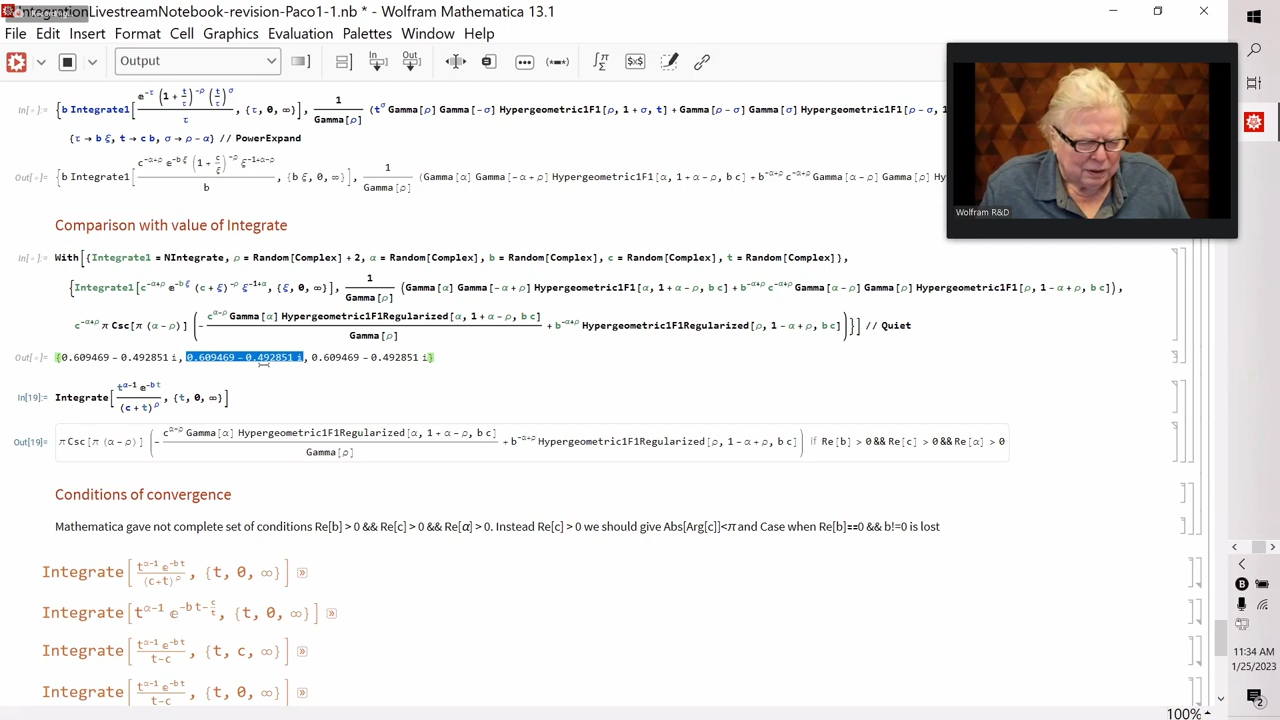 IntegrationLivestreamNotebook-revision-Paco1-1.nb * - Wolfram Mathematica 13.1
File Edit Insert Format Cell Graphics Evaluation Palettes Window Help
Output
In[•]:= {b Integrate1[ⅇ^-τ (1+t/τ)^-ρ (t/τ)^σ / τ, {τ, 0, ∞}], 1/Gamma[ρ] (t^σ Gamma[ρ] Gamma[-σ] Hypergeometric1F1[ρ, 1+σ, t] + Gamma[ρ-σ] Gamma[σ] Hypergeometric1F1[ρ-σ, 1
{τ → b ξ, t → c b, σ → ρ - α} // PowerExpand
Out[•]= {b Integrate1[c^-α+ρ ⅇ^-b ξ (1+c/ξ)^-ρ ξ^-1+α-ρ / b, {b ξ, 0, ∞}], 1/Gamma[ρ] (Gamma[α] Gamma[-α+ρ] Hypergeometric1F1[α, 1+α-ρ, b c] + b^-α+ρ c^-α+ρ Gamma[α-ρ] Gamma[ρ] Hy
Comparison with value of Integrate
In[•]:= With[{Integrate1 = NIntegrate, ρ = Random[Complex] + 2, α = Random[Complex], b = Random[Complex], c = Random[Complex], t = Random[Complex]},
{Integrate1[c^-α+ρ ⅇ^-b ξ (c+ξ)^-ρ ξ^-1+α, {ξ, 0, ∞}], 1/Gamma[ρ] (Gamma[α] Gamma[-α+ρ] Hypergeometric1F1[α, 1+α-ρ, b c] + b^-α+ρ c^-α+ρ Gamma[α-ρ] Gamma[ρ] Hypergeometric1F1[ρ, 1-α+ρ, b c]),
c^-α+ρ π Csc[π (α-ρ)] (- c^α-ρ Gamma[α] Hypergeometric1F1Regularized[α, 1+α-ρ, b c] / Gamma[ρ] + b^-α+ρ Hypergeometric1F1Regularized[ρ, 1-α+ρ, b c])}] // Quiet
Out[•]= {0.609469 - 0.492851 i, 0.609469 - 0.492851 i, 0.609469 - 0.492851 i}
In[19]:= Integrate[t^α-1 ⅇ^-b t / (c+t)^ρ, {t, 0, ∞}]
Out[19]= π Csc[π (α-ρ)] (- c^α-ρ Gamma[α] Hypergeometric1F1Regularized[α, 1+α-ρ, b c] / Gamma[ρ] + b^-α+ρ Hypergeometric1F1Regularized[ρ, 1-α+ρ, b c]) if Re[b] > 0 && Re[c] > 0 && Re[α] > 0
Conditions of convergence
Mathematica gave not complete set of conditions Re[b] > 0 && Re[c] > 0 && Re[α] > 0. Instead Re[c] > 0 we should give Abs[Arg[c]]<π and Case when Re[b]==0 && b!=0 is lost
Integrate[t^α-1 ⅇ^-b t / (c+t)^ρ, {t, 0, ∞}]
Integrate[t^α-1 ⅇ^-b t-c/t, {t, 0, ∞}]
Integrate[t^α-1 ⅇ^-b t / t-c, {t, c, ∞}]
Integrate[t^α-1 ⅇ^-b t / t-c, {t, 0, ∞}]
Wolfram R&D
100%
11:34 AM
1/25/2023
2